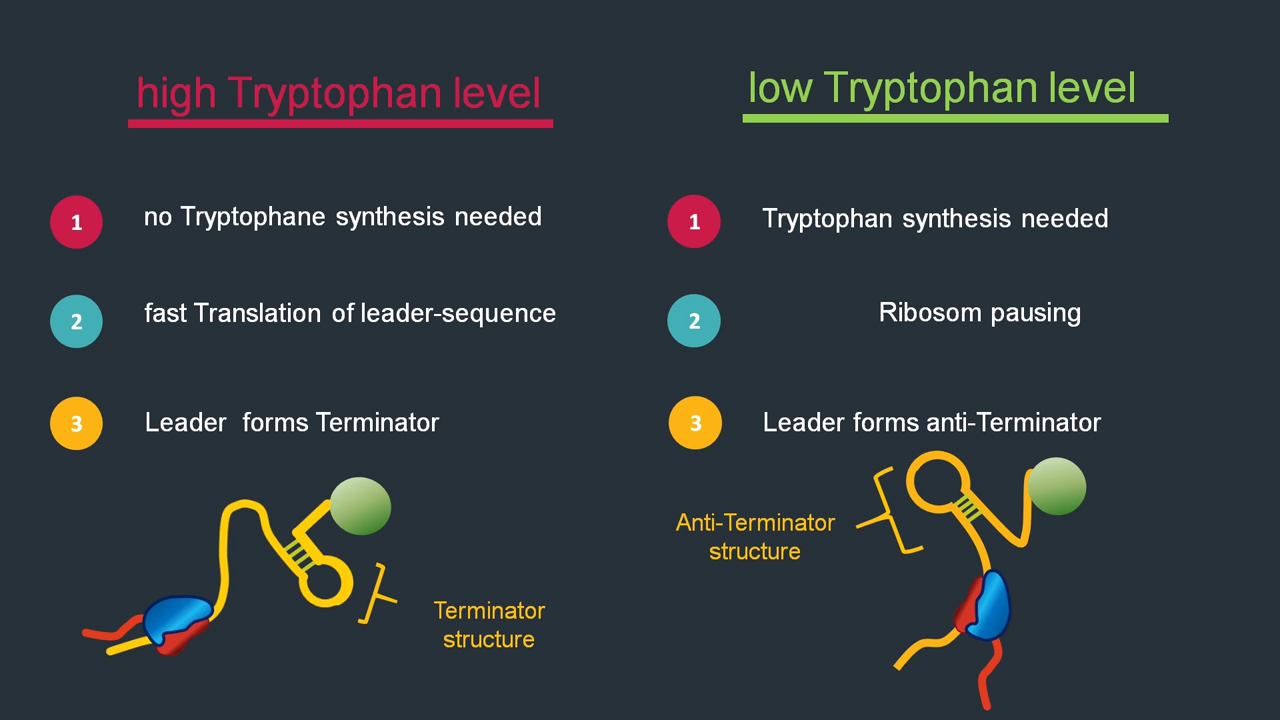 high Tryptophan level
1 no Tryptophane synthesis needed
2 fast Translation of leader-sequence
3 Leader forms Terminator
Terminator
structure
low Tryptophan level
1 Tryptophan synthesis needed
2 Ribosom pausing
3 Leader forms anti-Terminator
Anti-Terminator
structure